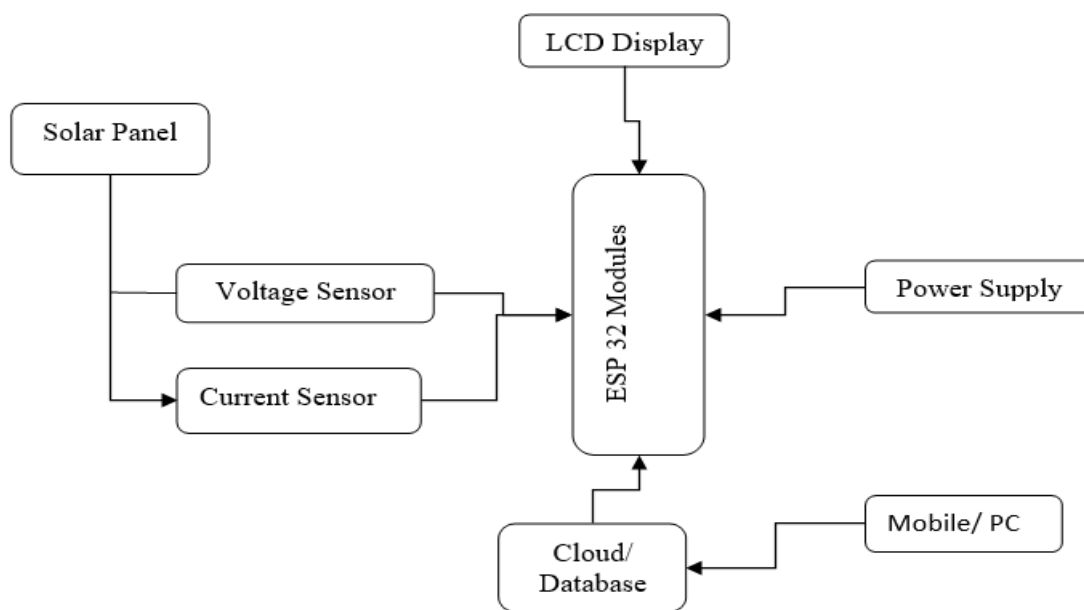 LCD Display
Solar Panel
Voltage Sensor
Current Sensor
ESP 32 Modules
Power Supply
Cloud/
Database
Mobile/ PC